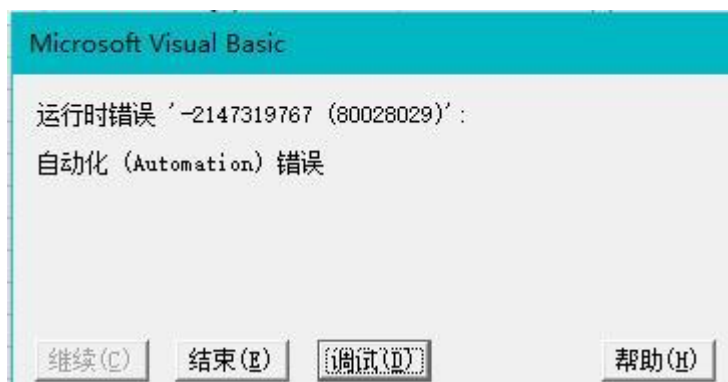 Microsoft Visual Basic
运行时错误 '-2147319767 (80028029)':
自动化 (Automation) 错误
继续(C) 结束(E) 调试(D) 帮助(H)